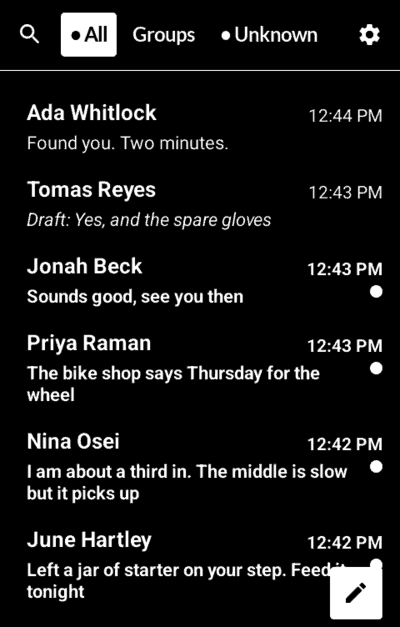 All Groups Unknown
Ada Whitlock 12:44 PM
Found you. Two minutes.
Tomas Reyes 12:43 PM
Draft: Yes, and the spare gloves
Jonah Beck 12:43 PM
Sounds good, see you then
Priya Raman 12:43 PM
The bike shop says Thursday for the
wheel
Nina Osei 12:42 PM
I am about a third in. The middle is slow
but it picks up
June Hartley 12:42 PM
Left a jar of starter on your step. Feed
tonight